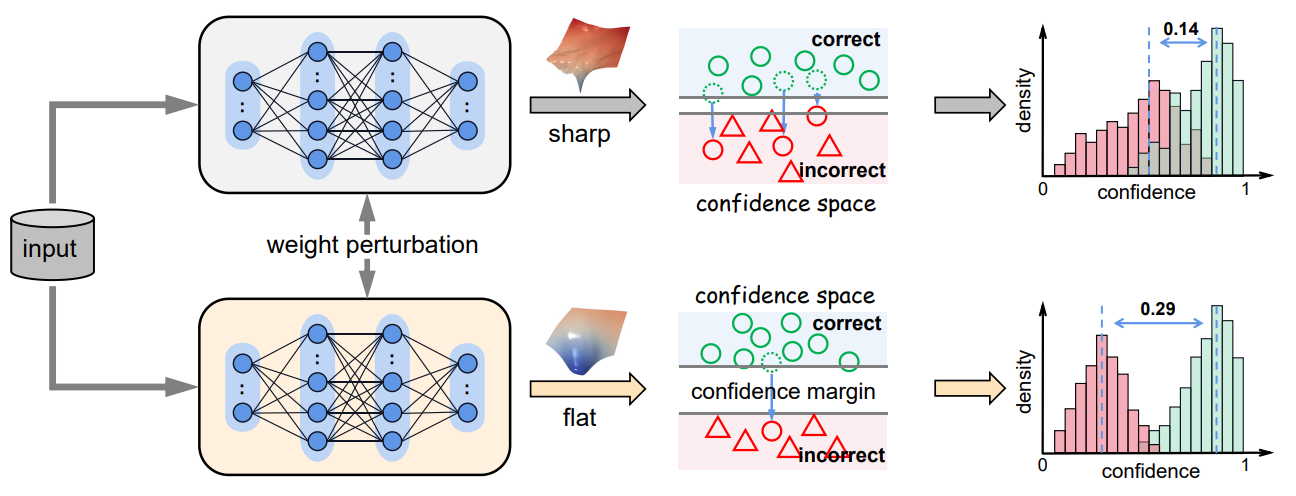 input
weight perturbation
sharp
correct
incorrect
confidence space
0.14
density
0
confidence
1
flat
confidence space
correct
confidence margin
incorrect
0.29
density
0
confidence
1